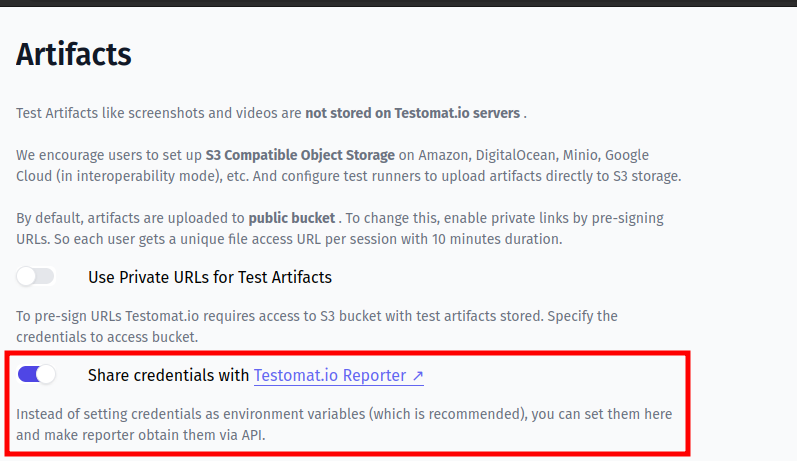 Artifacts
Test Artifacts like screenshots and videos are not stored on Testomat.io servers .
We encourage users to set up S3 Compatible Object Storage on Amazon, DigitalOcean, Minio, Google
Cloud (in interoperability mode), etc. And configure test runners to upload artifacts directly to S3 storage.
By default, artifacts are uploaded to public bucket . To change this, enable private links by pre-signing
URLs. So each user gets a unique file access URL per session with 10 minutes duration.
Use Private URLs for Test Artifacts
To pre-sign URLs Testomat.io requires access to S3 bucket with test artifacts stored. Specify the
credentials to access bucket.
Share credentials with Testomat.io Reporter ↗
Instead of setting credentials as environment variables (which is recommended), you can set them here
and make reporter obtain them via API.